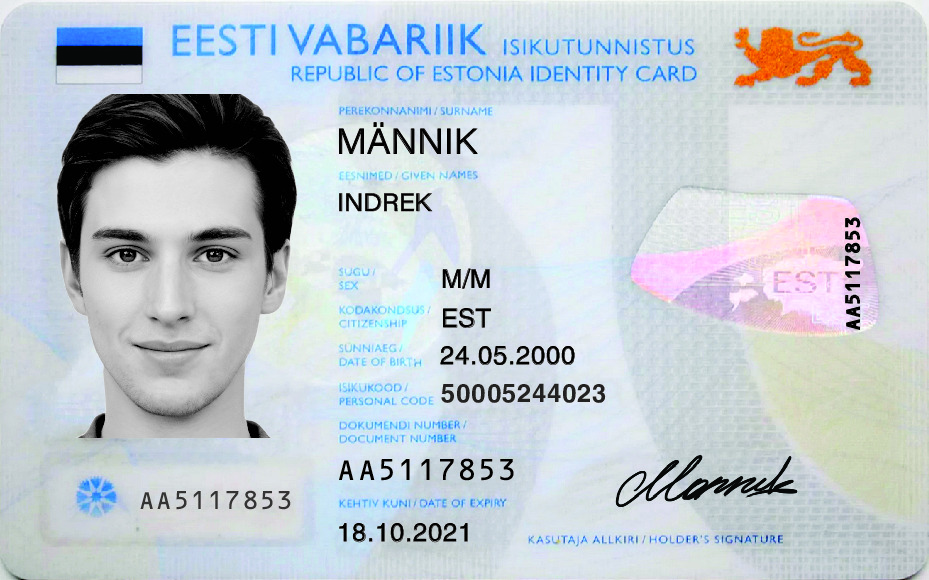 EESTI VABARIIK ISIKUTUNNISTUS
REPUBLIC OF ESTONIA IDENTITY CARD
PEREKONNANIMI / SURNAME
MÄNNIK
EESNIMED / GIVEN NAMES
INDREK
SUGU /
SEX
M/M
KODAKONDSUS /
CITIZENSHIP
EST
SÜNNIAEG /
DATE OF BIRTH
24.05.2000
ISIKUKOOD /
PERSONAL CODE
50005244023
DOKUMENDI NUMBER /
DOCUMENT NUMBER
AA5117853
KEHTIV KUNI / DATE OF EXPIRY
18.10.2021
AA5117853
EST
AA5117853
Mannik
KASUTAJA ALLKIRI / HOLDER'S SIGNATURE